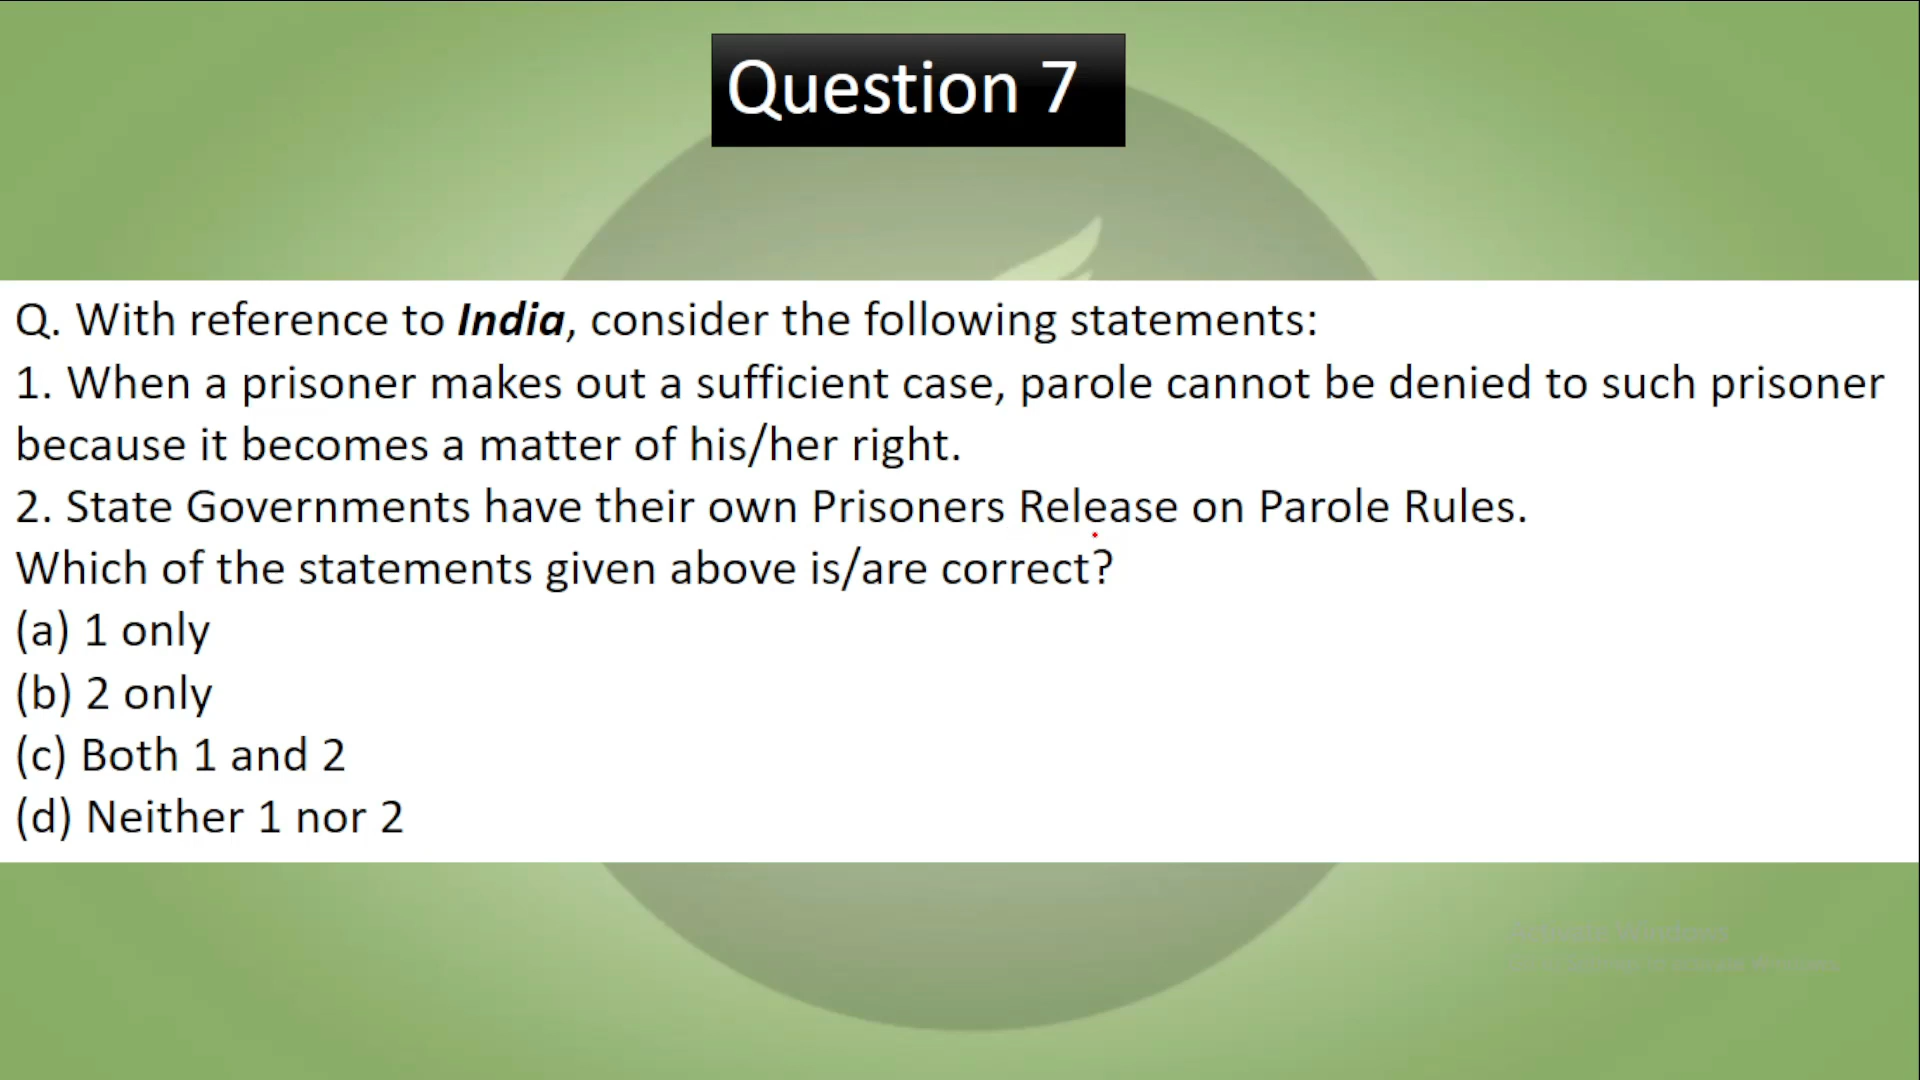 Question 7
Q. With reference to India, consider the following statements:
1. When a prisoner makes out a sufficient case, parole cannot be denied to such prisoner
because it becomes a matter of his/her right.
2. State Governments have their own Prisoners Release on Parole Rules.
Which of the statements given above is/are correct?
(a) 1 only
(b) 2 only
(c) Both 1 and 2
(d) Neither 1 nor 2
Activate Windows